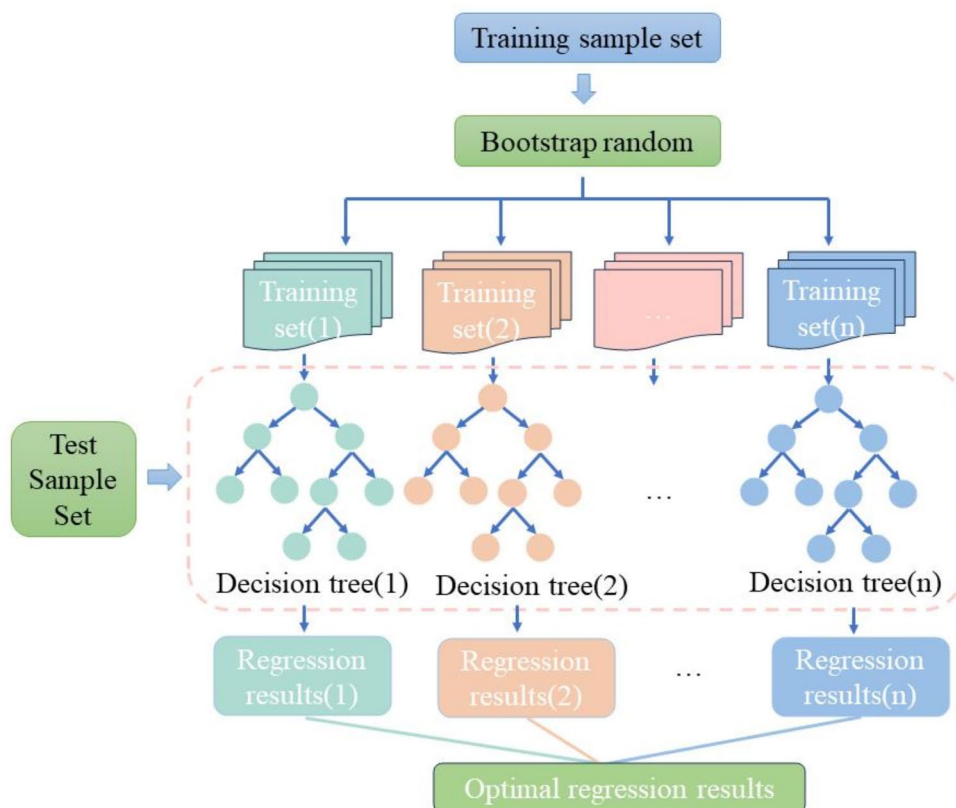 Training sample set
Bootstrap random
Training
set(1)
Training
set(2)
...
Training
set(n)
Test
Sample
Set
...
Decision tree(1)
Decision tree(2)
Decision tree(n)
Regression
results(1)
Regression
results(2)
...
Regression
results(n)
Optimal regression results